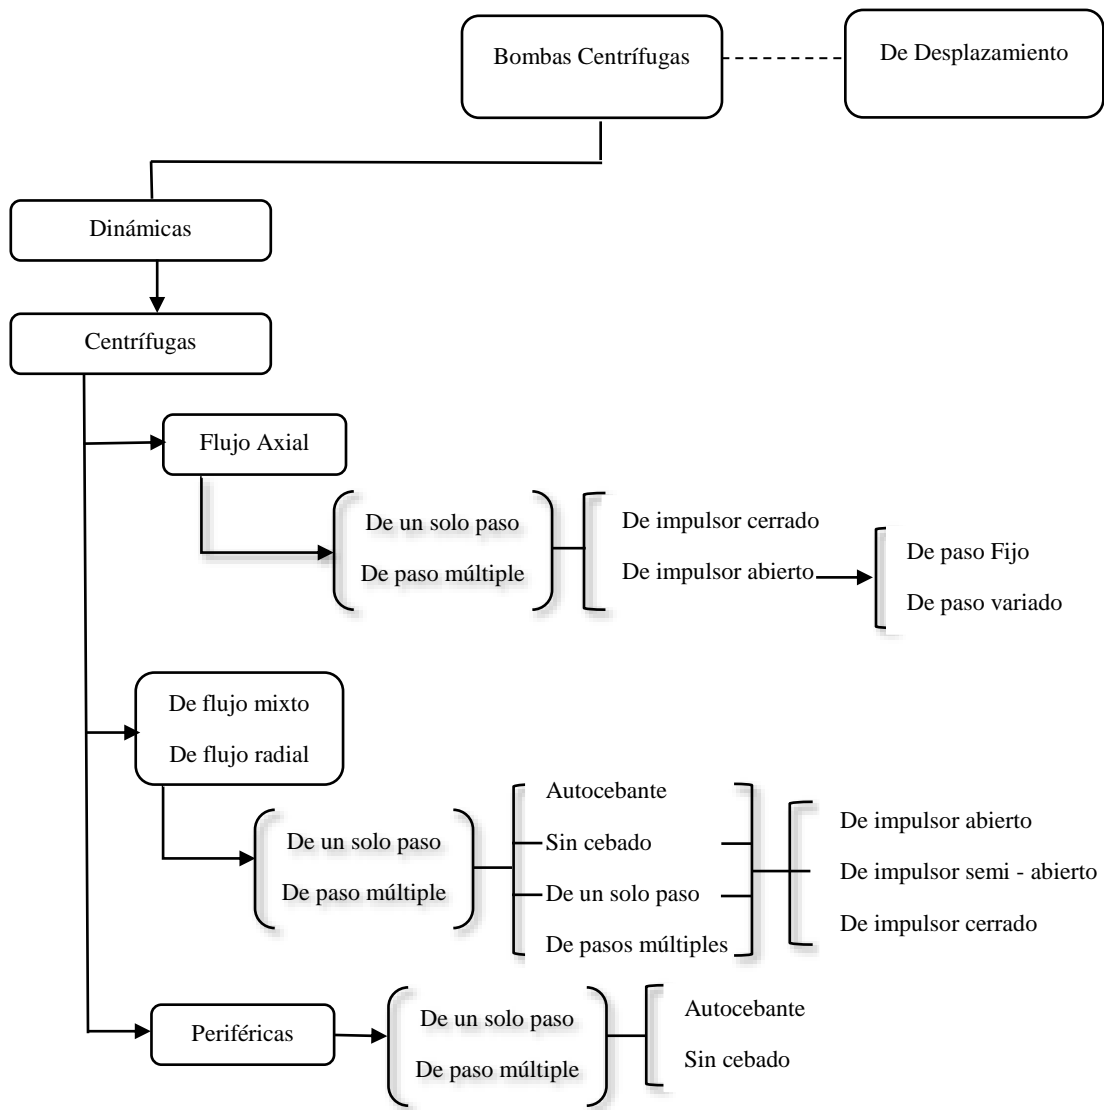 Bombas Centrífugas
De Desplazamiento
Dinámicas
Centrífugas
Flujo Axial
De un solo paso
De paso múltiple
De impulsor cerrado
De impulsor abierto
De paso Fijo
De paso variado
De flujo mixto
De flujo radial
De un solo paso
De paso múltiple
Autocebante
Sin cebado
De un solo paso
De pasos múltiples
De impulsor abierto
De impulsor semi - abierto
De impulsor cerrado
Periféricas
De un solo paso
De paso múltiple
Autocebante
Sin cebado